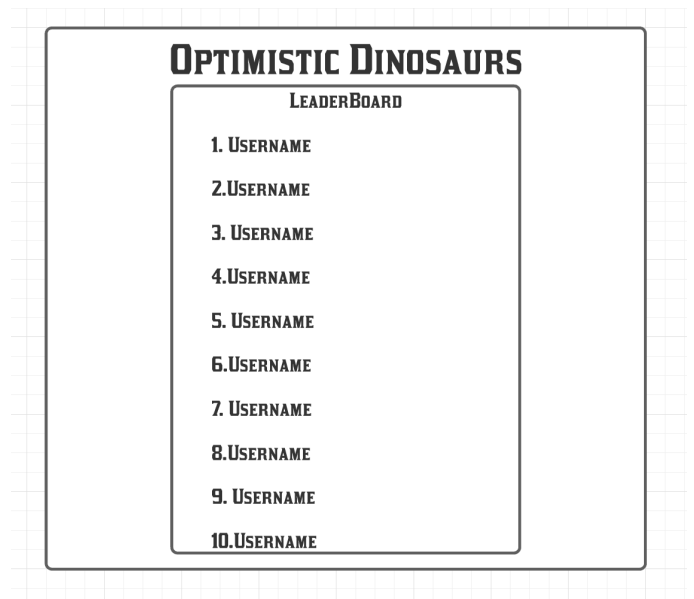 Optimistic Dinosaurs
LeaderBoard
1. Username
2.Username
3. Username
4.Username
5. Username
6.Username
7. Username
8.Username
9. Username
10.Username